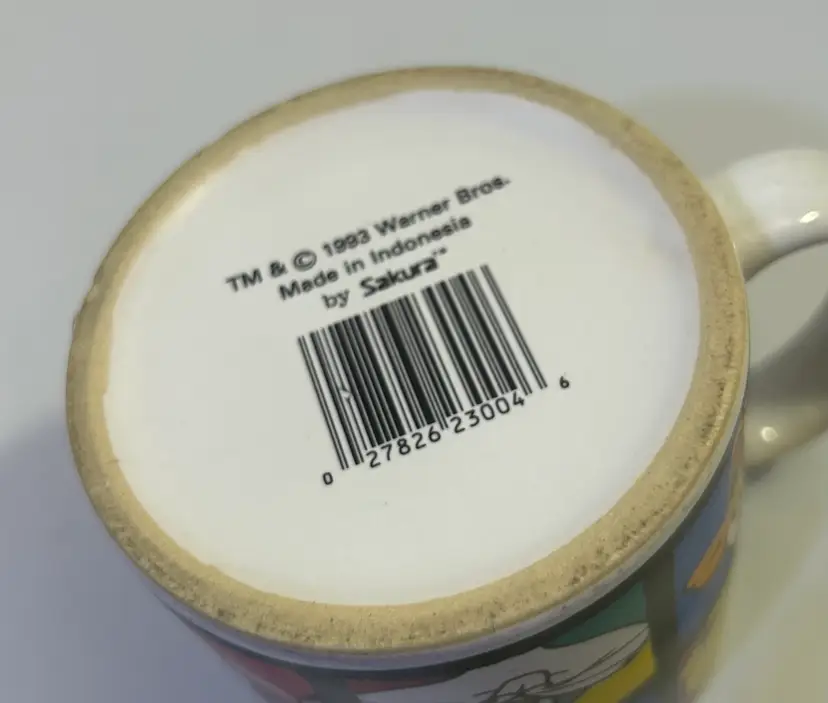 TM & © 1993 Warner Bros.
Made in Indonesia
by Sakura™
0 27826 23004 6